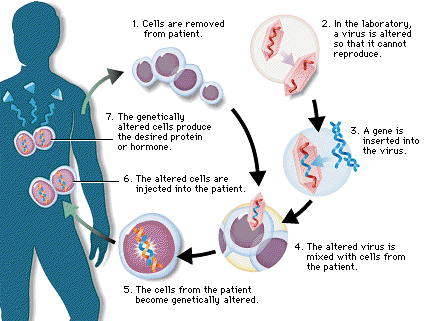 1. Cells are removed
from patient.
2. In the laboratory,
a virus is altered
so that it cannot
reproduce.
3. A gene is
inserted into
the virus.
4. The altered virus is
mixed with cells from
the patient.
5. The cells from the patient
become genetically altered.
6. The altered cells are
injected into the patient.
7. The genetically
altered cells produce
the desired protein
or hormone.